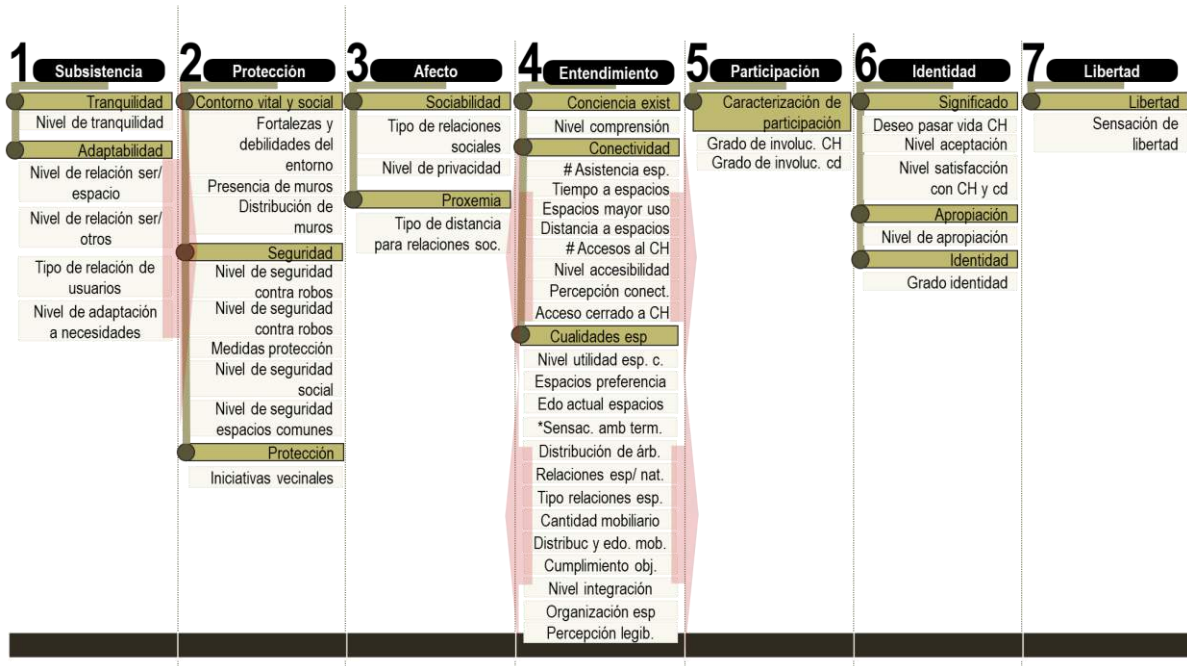 1 Subsistencia
Tranquilidad
Nivel de tranquilidad
Adaptabilidad
Nivel de relación ser/
espacio
Nivel de relación ser/
otros
Tipo de relación de
usuarios
Nivel de adaptación
a necesidades
2 Protección
Contorno vital y social
Fortalezas y
debilidades del
entorno
Presencia de muros
Distribución de
muros
Seguridad
Nivel de seguridad
contra robos
Nivel de seguridad
contra robos
Medidas protección
Nivel de seguridad
social
Nivel de seguridad
espacios comunes
Protección
Iniciativas vecinales
3 Afecto
Sociabilidad
Tipo de relaciones
sociales
Nivel de privacidad
Proxemia
Tipo de distancia
para relaciones soc.
4 Entendimiento
Conciencia exist
Nivel comprensión
Conectividad
# Asistencia esp.
Tiempo a espacios
Espacios mayor uso
Distancia a espacios
# Accesos al CH
Nivel accesibilidad
Percepción conect.
Acceso cerrado a CH
Cualidades esp
Nivel utilidad esp. c.
Espacios preferencia
Edo actual espacios
*Sensac. amb term.
Distribución de árb.
Relaciones esp/ nat.
Tipo relaciones esp.
Cantidad mobiliario
Distribuc y edo. mob.
Cumplimiento obj.
Nivel integración
Organización esp
Percepción legib.
5 Participación
Caracterización de
participación
Grado de involuc. CH
Grado de involuc. cd
6 Identidad
Significado
Deseo pasar vida CH
Nivel aceptación
Nivel satisfacción
con CH y cd
Apropiación
Nivel de apropiación
Identidad
Grado identidad
7 Libertad
Libertad
Sensación de
libertad